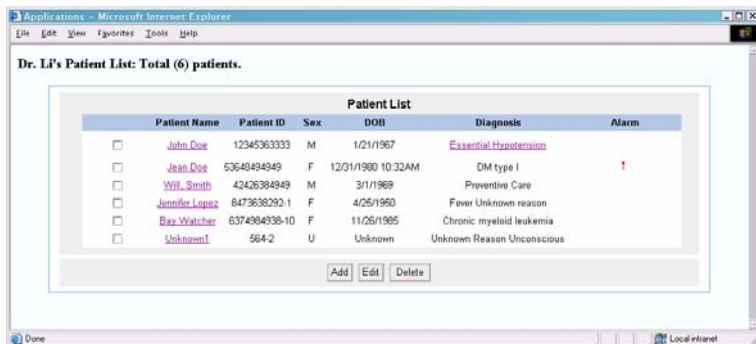 Applications - Microsoft Internet Explorer
File Edit View Favorites Tools Help
Dr. Li's Patient List: Total (6) patients.
Patient List
Patient Name Patient ID Sex DOB Diagnosis Alarm
John Doe 12345363333 M 1/21/1967 Essential Hypotension
Jean Doe 53648494949 F 12/31/1980 10:32AM DM type I !
Will, Smith 42426384949 M 3/1/1969 Preventive Care
Jennifer Lopez 8473638292-1 F 4/25/1950 Fever Unknown reason
Bay Watcher 6374984938-10 F 11/26/1985 Chronic myeloid leukemia
Unknown1 564-2 U Unknown Unknown Reason Unconscious
Add Edit Delete
Done Local intranet